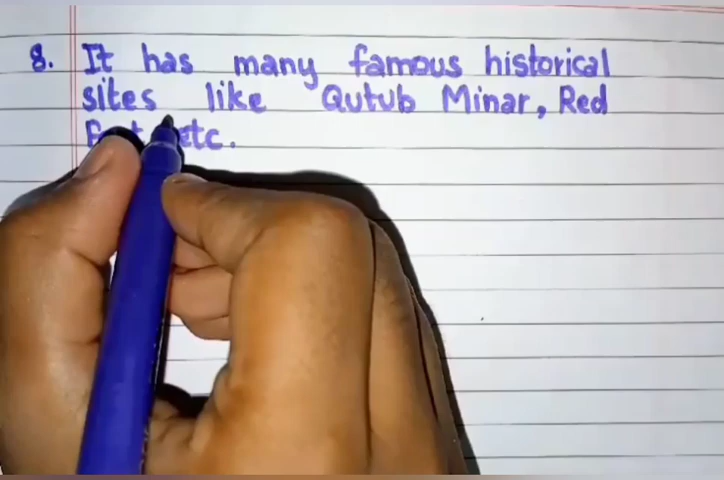 8. It has many famous historical
sites like Qutub Minar, Red
etc.